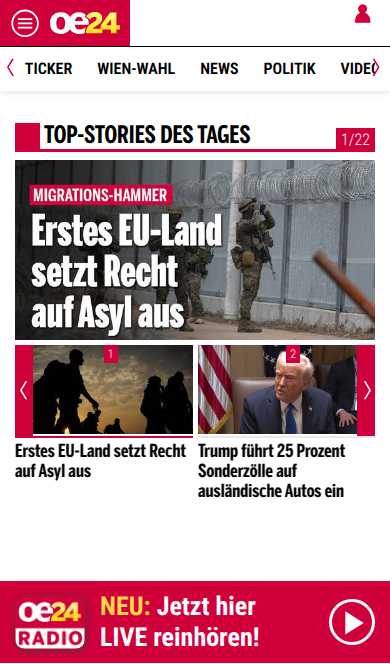 oe24
TICKER WIEN-WAHL NEWS POLITIK VIDEO
TOP-STORIES DES TAGES
1/22
MIGRATIONS-HAMMER
Erstes EU-Land
setzt Recht
auf Asyl aus
1
2
Erstes EU-Land setzt Recht
auf Asyl aus
Trump führt 25 Prozent
Sonderzölle auf
ausländische Autos ein
oe24
RADIO
NEU: Jetzt hier
LIVE reinhören!